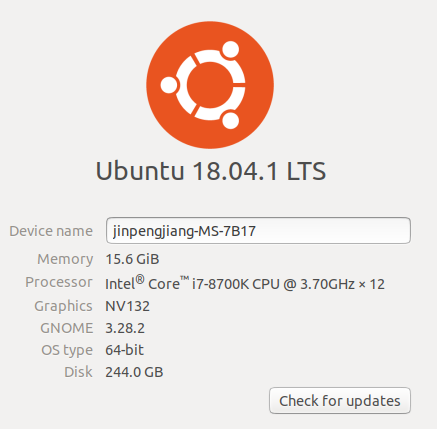 Ubuntu 18.04.1 LTS
Device name jinpengjiang-MS-7B17
Memory 15.6 GiB
Processor Intel® Core™ i7-8700K CPU @ 3.70GHz × 12
Graphics NV132
GNOME 3.28.2
OS type 64-bit
Disk 244.0 GB
Check for updates